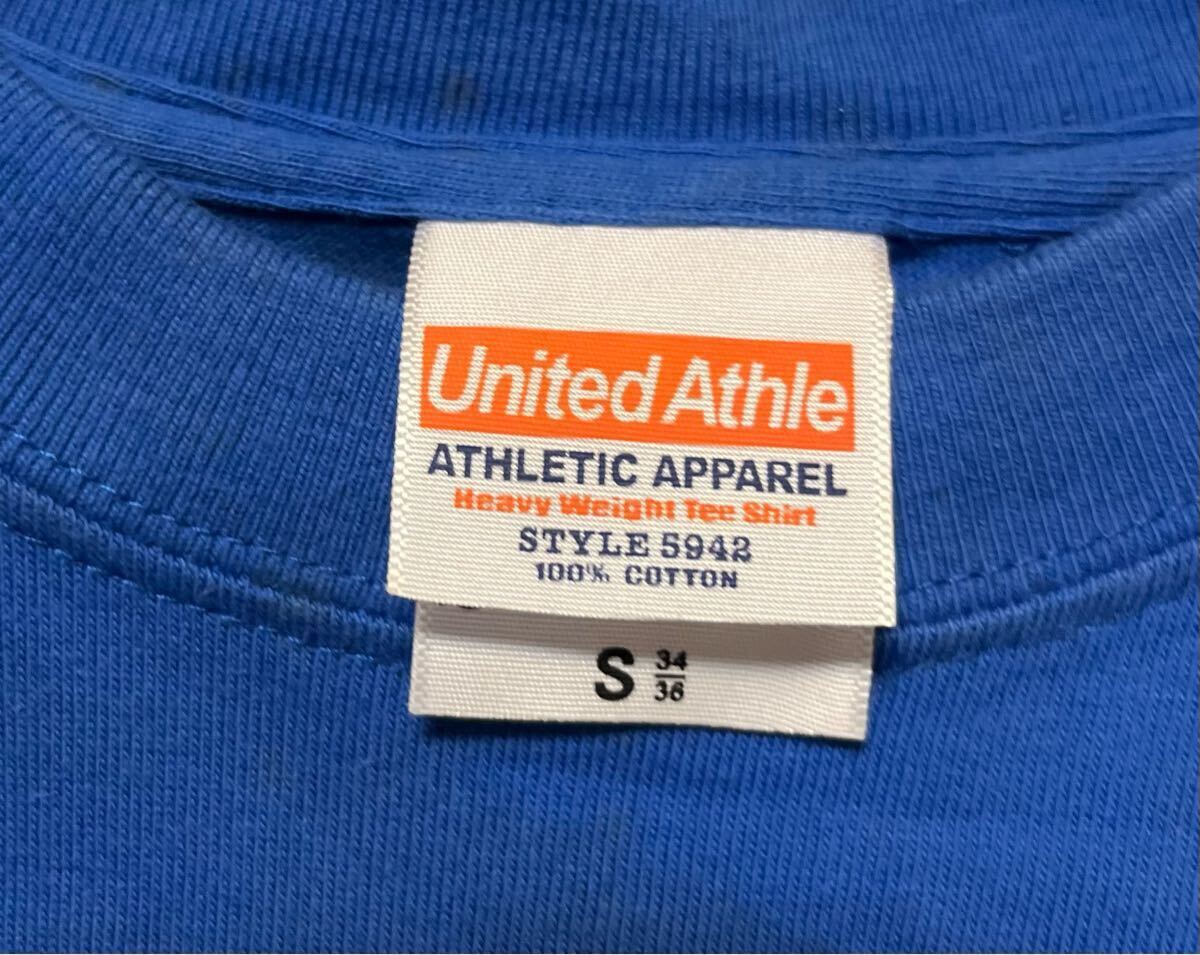 United Athle
ATHLETIC APPAREL
Heavy Weight Tee Shirt
STYLE 5942
100% COTTON
S 34/36